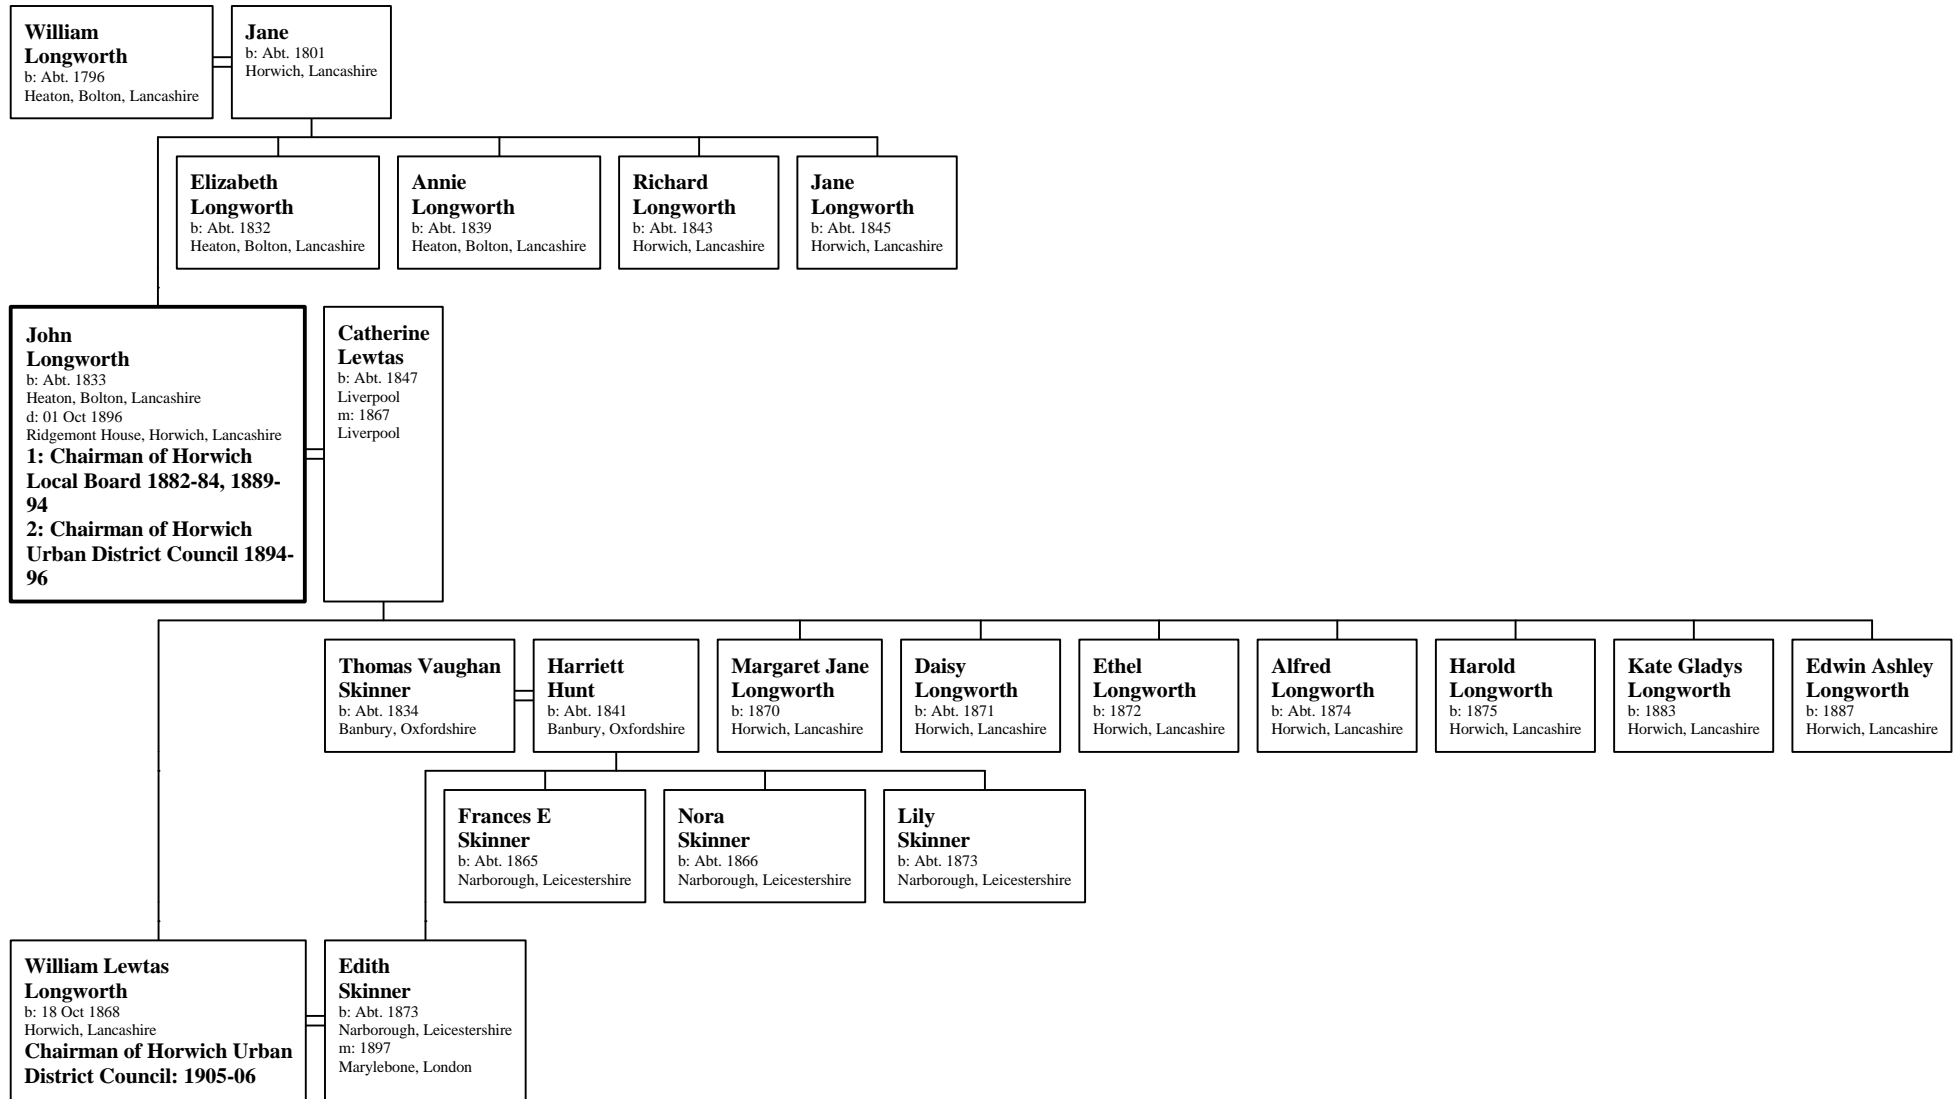 William
Longworth
b: Abt. 1796
Heaton, Bolton, Lancashire
Jane
b: Abt. 1801
Horwich, Lancashire
Elizabeth
Longworth
b: Abt. 1832
Heaton, Bolton, Lancashire
Annie
Longworth
b: Abt. 1839
Heaton, Bolton, Lancashire
Richard
Longworth
b: Abt. 1843
Horwich, Lancashire
Jane
Longworth
b: Abt. 1845
Horwich, Lancashire
John
Longworth
b: Abt. 1833
Heaton, Bolton, Lancashire
d: 01 Oct 1896
Ridgemont House, Horwich, Lancashire
1: Chairman of Horwich
Local Board 1882-84, 1889-
94
2: Chairman of Horwich
Urban District Council 1894-
96
Catherine
Lewtas
b: Abt. 1847
Liverpool
m: 1867
Liverpool
Thomas Vaughan
Skinner
b: Abt. 1834
Banbury, Oxfordshire
Harriett
Hunt
b: Abt. 1841
Banbury, Oxfordshire
Margaret Jane
Longworth
b: 1870
Horwich, Lancashire
Daisy
Longworth
b: Abt. 1871
Horwich, Lancashire
Ethel
Longworth
b: 1872
Horwich, Lancashire
Alfred
Longworth
b: Abt. 1874
Horwich, Lancashire
Harold
Longworth
b: 1875
Horwich, Lancashire
Kate Gladys
Longworth
b: 1883
Horwich, Lancashire
Edwin Ashley
Longworth
b: 1887
Horwich, Lancashire
Frances E
Skinner
b: Abt. 1865
Narborough, Leicestershire
Nora
Skinner
b: Abt. 1866
Narborough, Leicestershire
Lily
Skinner
b: Abt. 1873
Narborough, Leicestershire
William Lewtas
Longworth
b: 18 Oct 1868
Horwich, Lancashire
Chairman of Horwich Urban
District Council: 1905-06
Edith
Skinner
b: Abt. 1873
Narborough, Leicestershire
m: 1897
Marylebone, London